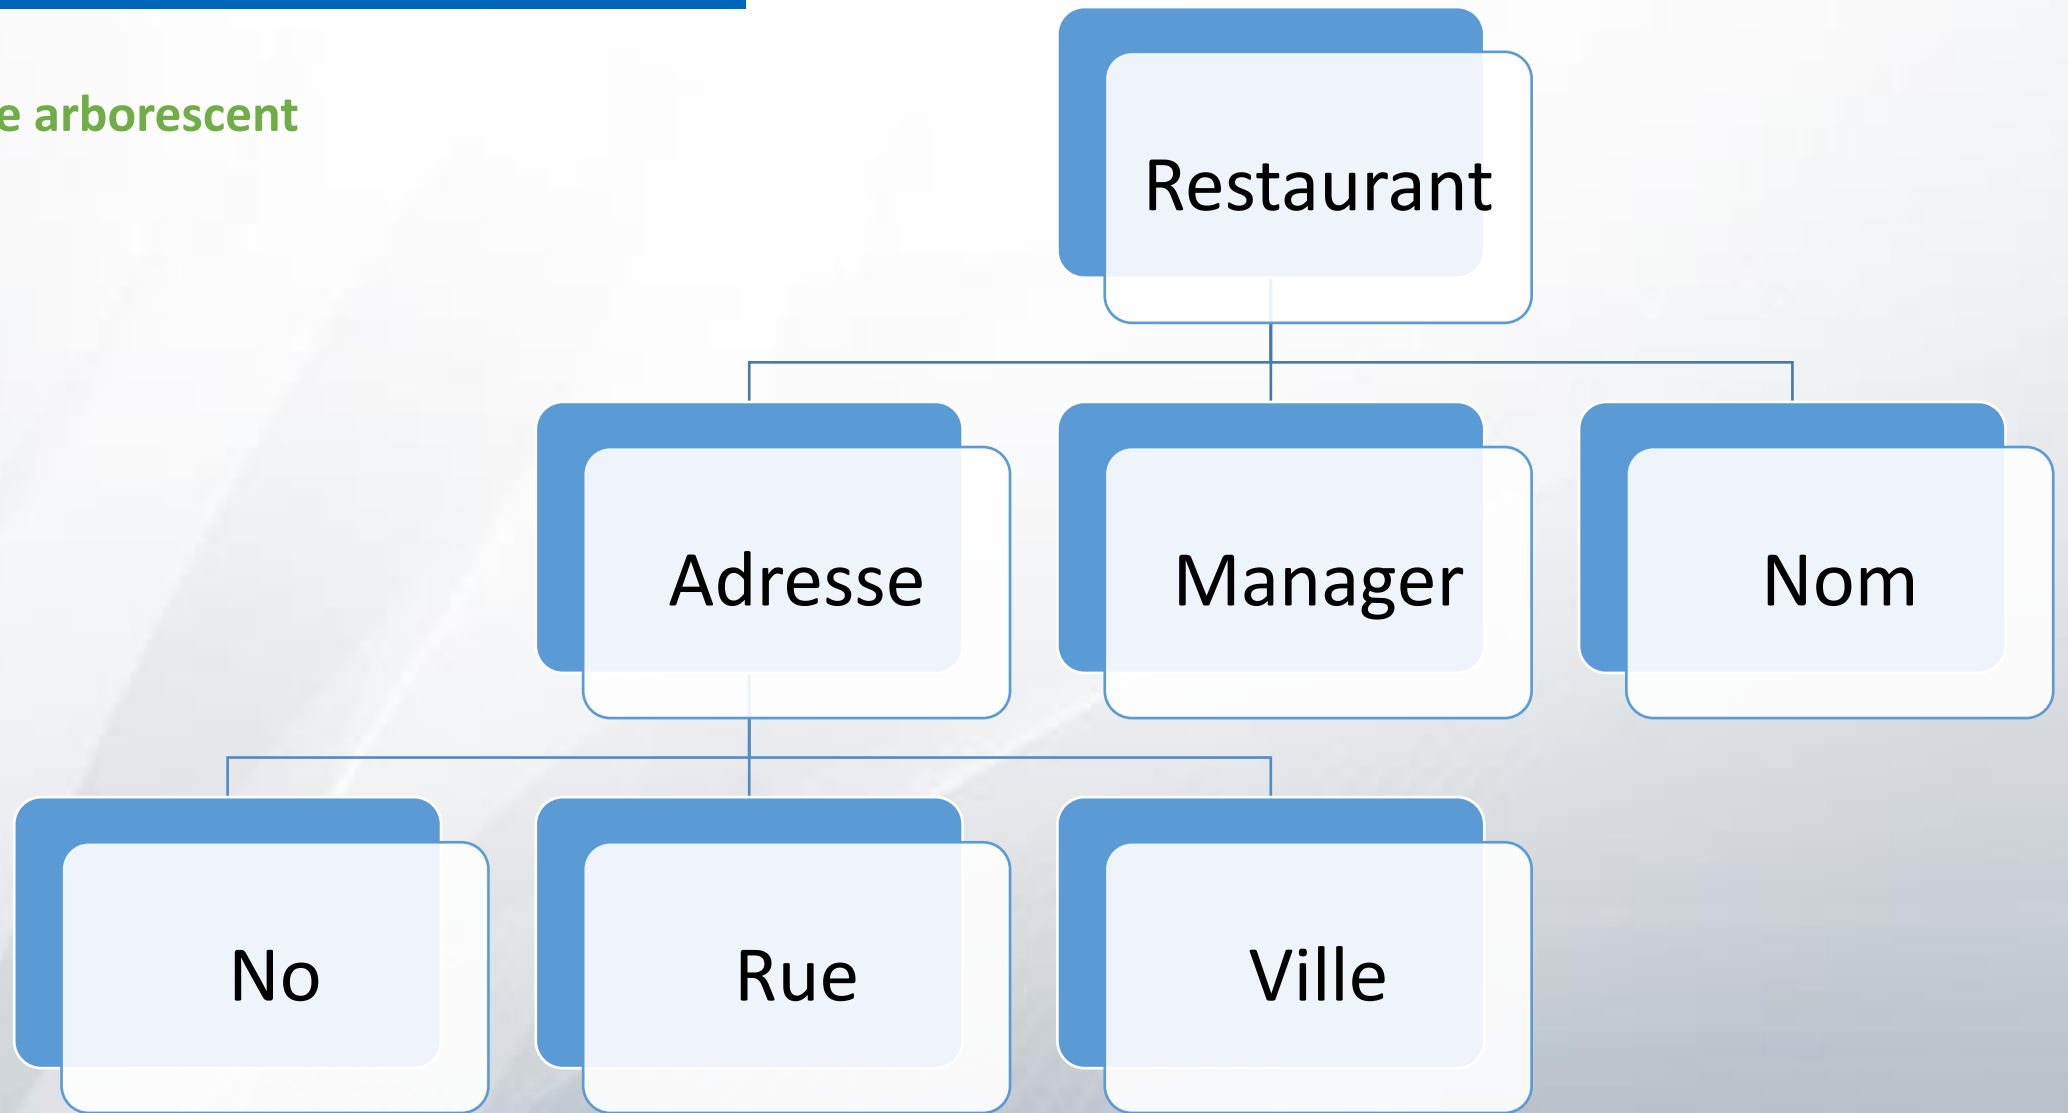 e arborescent
Restaurant
Adresse
Manager
Nom
No
Rue
Ville